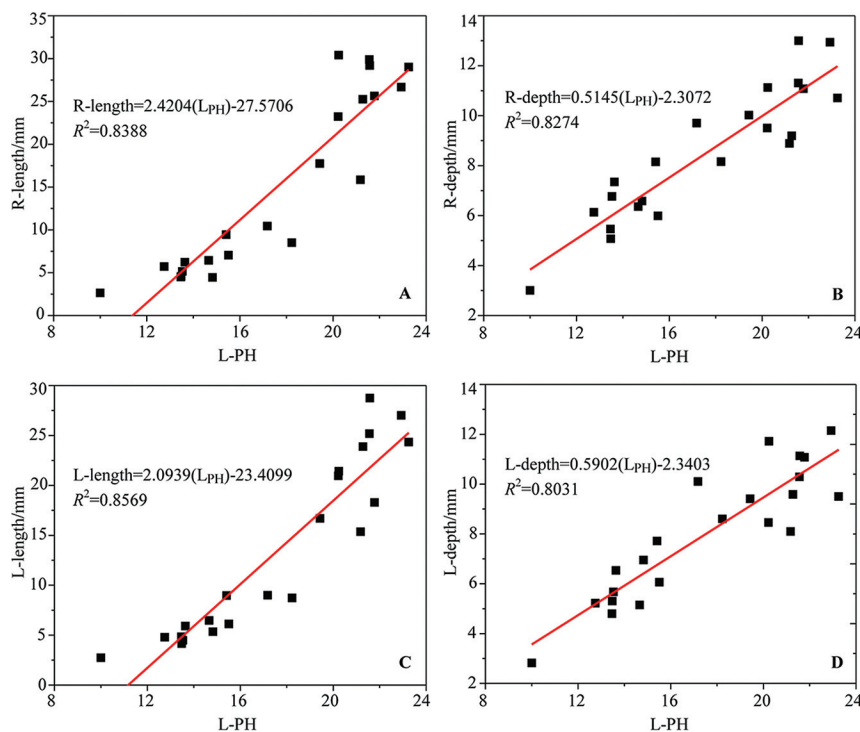 35
30
25
20
15
10
5
0
R-length/mm
R-length=2.4204(LPH)-27.5706
R²=0.8388
A
8 12 16 20 24
L-PH
14
12
10
8
6
4
2
R-depth/mm
R-depth=0.5145(LPH)-2.3072
R²=0.8274
B
8 12 16 20 24
L-PH
30
25
20
15
10
5
0
L-length/mm
L-length=2.0939(LPH)-23.4099
R²=0.8569
C
8 12 16 20 24
L-PH
14
12
10
8
6
4
2
L-depth/mm
L-depth=0.5902(LPH)-2.3403
R²=0.8031
D
8 12 16 20 24
L-PH